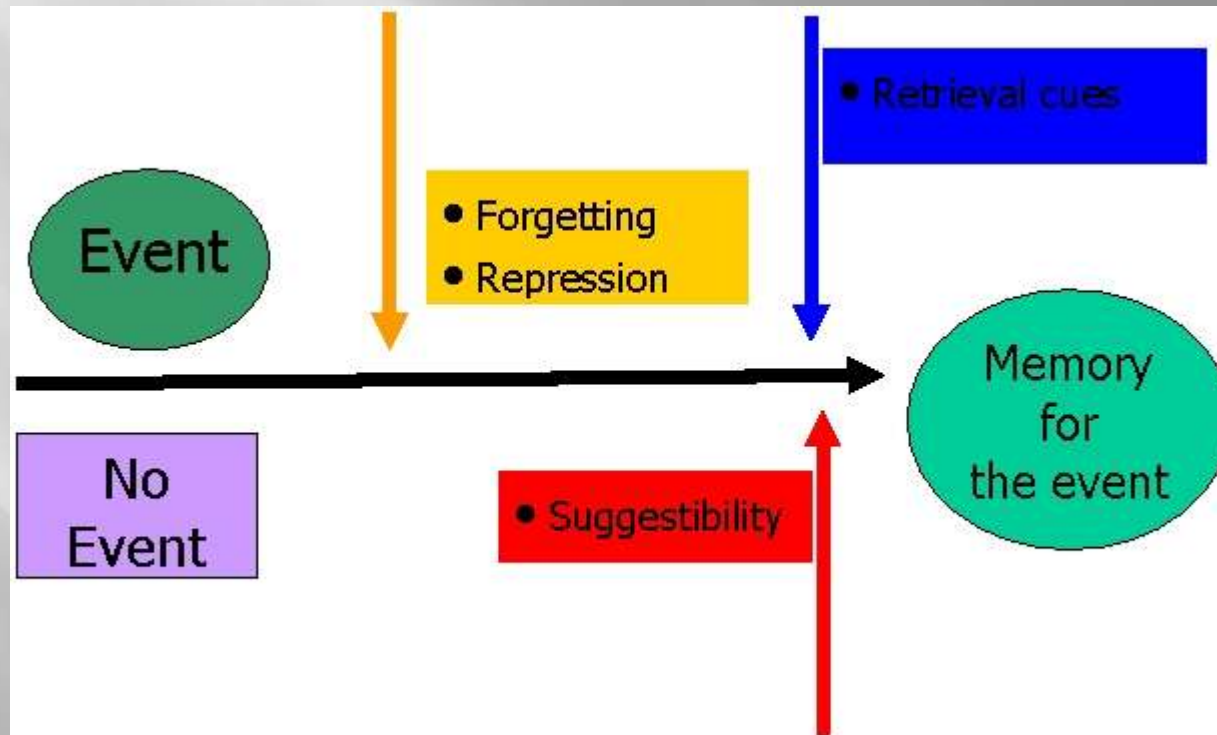 • Retrieval cues
Event
• Forgetting
• Repression
Memory
for
the event
No
Event
• Suggestibility